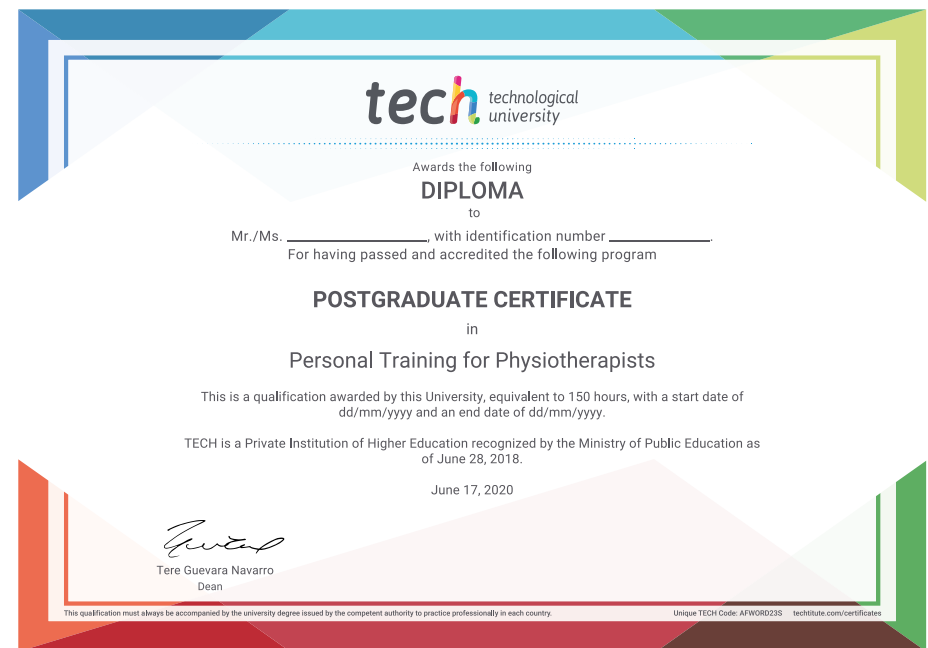 tech technological
university
Awards the following
DIPLOMA
to
Mr./Ms. ____________, with identification number ____________.
For having passed and accredited the following program
POSTGRADUATE CERTIFICATE
in
Personal Training for Physiotherapists
This is a qualification awarded by this University, equivalent to 150 hours, with a start date of
dd/mm/yyyy and an end date of dd/mm/yyyy.
TECH is a Private Institution of Higher Education recognized by the Ministry of Public Education as
of June 28, 2018.
June 17, 2020
Tere Guevara Navarro
Dean
This qualification must always be accompanied by the university degree issued by the competent authority to practice professionally in each country. Unique TECH Code: AFWORD23S techtitute.com/certificates